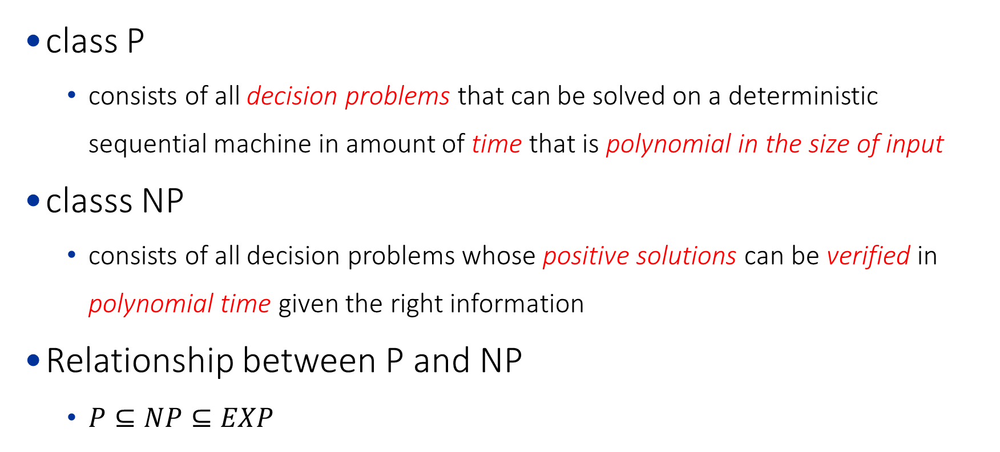 •class P
• consists of all decision problems that can be solved on a deterministic
sequential machine in amount of time that is polynomial in the size of input
•classs NP
• consists of all decision problems whose positive solutions can be verified in
polynomial time given the right information
•Relationship between P and NP
• P ⊆ NP ⊆ EXP